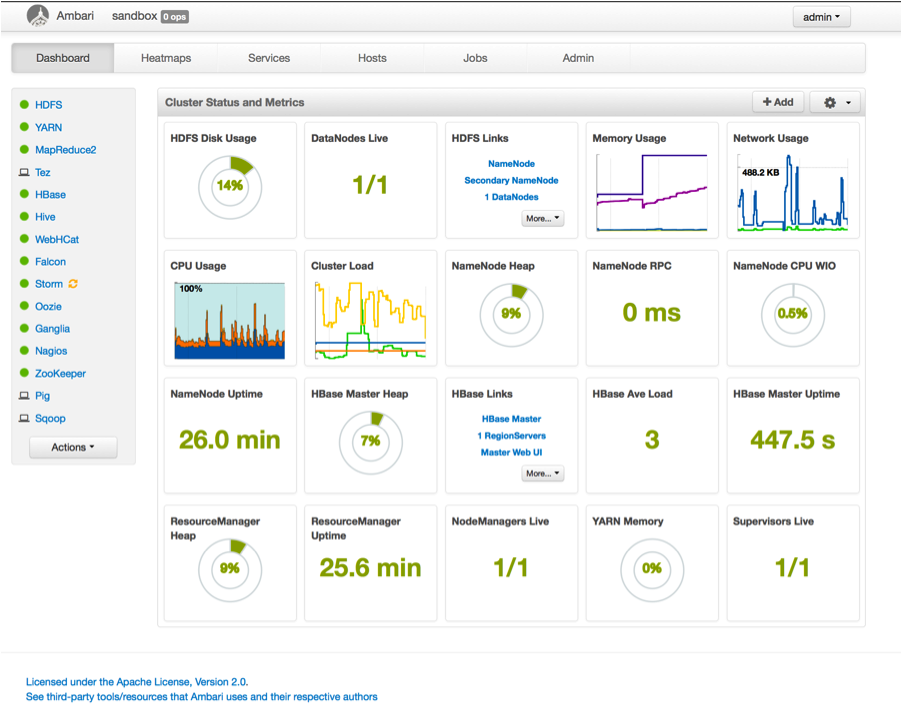 Ambari sandbox 0 ops admin
Dashboard Heatmaps Services Hosts Jobs Admin
HDFS
YARN
MapReduce2
Tez
HBase
Hive
WebHCat
Falcon
Storm
Oozie
Ganglia
Nagios
ZooKeeper
Pig
Sqoop
Actions
Cluster Status and Metrics
Add
HDFS Disk Usage
14%
DataNodes Live
1/1
HDFS Links
NameNode
Secondary NameNode
1 DataNodes
More...
Memory Usage
Network Usage
488.2 KB
CPU Usage
100%
Cluster Load
NameNode Heap
9%
NameNode RPC
0 ms
NameNode CPU WIO
0.5%
NameNode Uptime
26.0 min
HBase Master Heap
7%
HBase Links
HBase Master
1 RegionServers
Master Web UI
More...
HBase Ave Load
3
HBase Master Uptime
447.5 s
ResourceManager
Heap
9%
ResourceManager
Uptime
25.6 min
NodeManagers Live
1/1
YARN Memory
0%
Supervisors Live
1/1
Licensed under the Apache License, Version 2.0.
See third-party tools/resources that Ambari uses and their respective authors